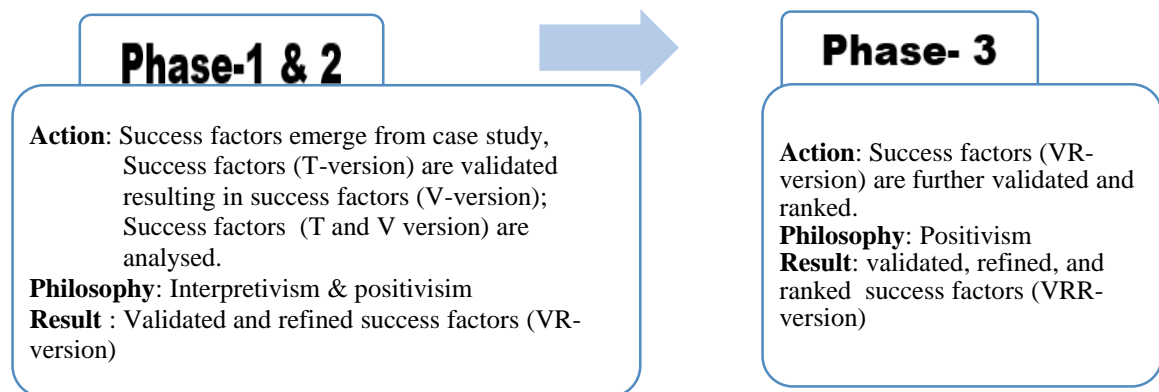 Phase-1 & 2
Action: Success factors emerge from case study,
Success factors (T-version) are validated
resulting in success factors (V-version);
Success factors (T and V version) are
analysed.
Philosophy: Interpretivism & positivisim
Result : Validated and refined success factors (VR-
version)
Phase- 3
Action: Success factors (VR-
version) are further validated and
ranked.
Philosophy: Positivism
Result: validated, refined, and
ranked success factors (VRR-
version)